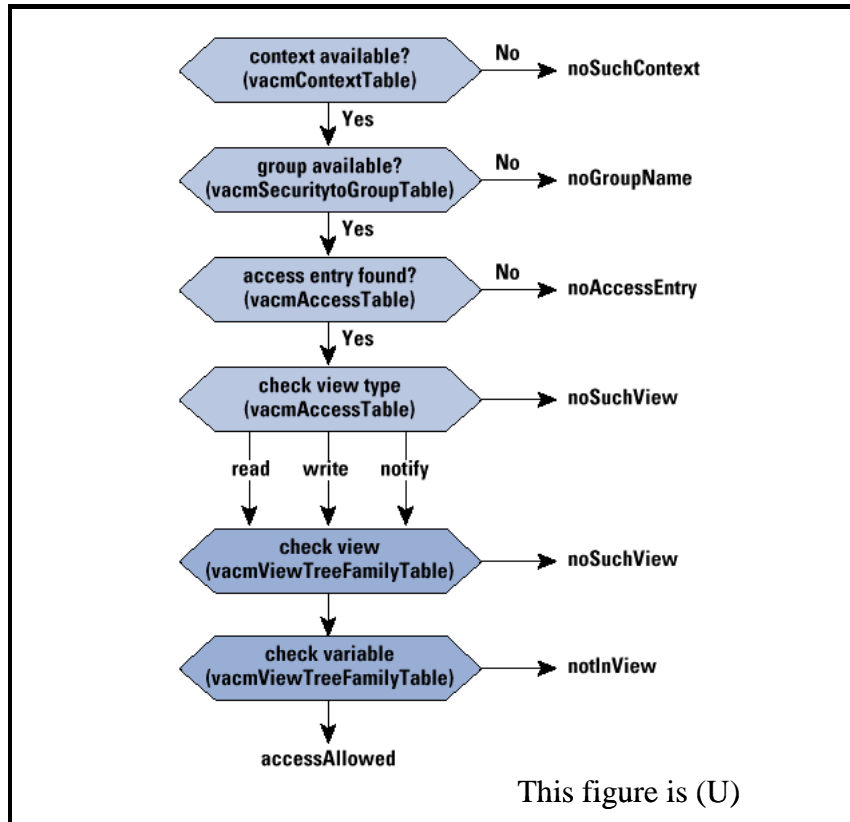 context available?
(vacmContextTable)
No
noSuchContext
Yes
group available?
(vacmSecuritytoGroupTable)
No
noGroupName
Yes
access entry found?
(vacmAccessTable)
No
noAccessEntry
Yes
check view type
(vacmAccessTable)
noSuchView
read write notify
check view
(vacmViewTreeFamilyTable)
noSuchView
check variable
(vacmViewTreeFamilyTable)
notInView
accessAllowed
This figure is (U)